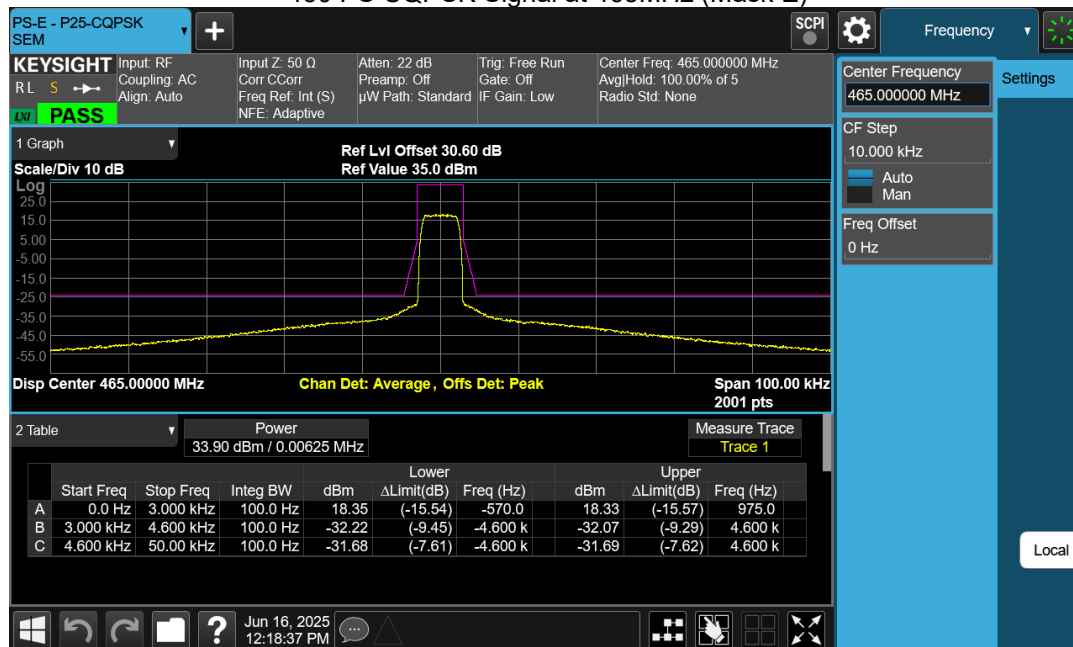 PS-E - P25-CQPSK
SEM
SCPI
Frequency
KEYSIGHT
R L S
LXI PASS
Input: RF
Coupling: AC
Align: Auto
Input Z: 50 Ω
Corr CCorr
Freq Ref: Int (S)
NFE: Adaptive
Atten: 22 dB
Preamp: Off
µW Path: Standard
Trig: Free Run
Gate: Off
IF Gain: Low
Center Freq: 465.000000 MHz
Avg|Hold: 100.00% of 5
Radio Std: None
Center Frequency
465.000000 MHz
Settings
CF Step
10.000 kHz
Auto
Man
Freq Offset
0 Hz
1 Graph
Scale/Div 10 dB
Ref Lvl Offset 30.60 dB
Ref Value 35.0 dBm
Log
25.0
15.0
5.00
-5.00
-15.0
-25.0
-35.0
-45.0
-55.0
Disp Center 465.00000 MHz
Chan Det: Average, Offs Det: Peak
Span 100.00 kHz
2001 pts
2 Table
Power
33.90 dBm / 0.00625 MHz
Measure Trace
Trace 1
Lower Upper
Start Freq Stop Freq Integ BW dBm ΔLimit(dB) Freq (Hz) dBm ΔLimit(dB) Freq (Hz)
A 0.0 Hz 3.000 kHz 100.0 Hz 18.35 (-15.54) -570.0 18.33 (-15.57) 975.0
B 3.000 kHz 4.600 kHz 100.0 Hz -32.22 (-9.45) -4.600 k -32.07 (-9.29) 4.600 k
C 4.600 kHz 50.00 kHz 100.0 Hz -31.68 (-7.61) -4.600 k -31.69 (-7.62) 4.600 k
Local
?
Jun 16, 2025
12:18:37 PM